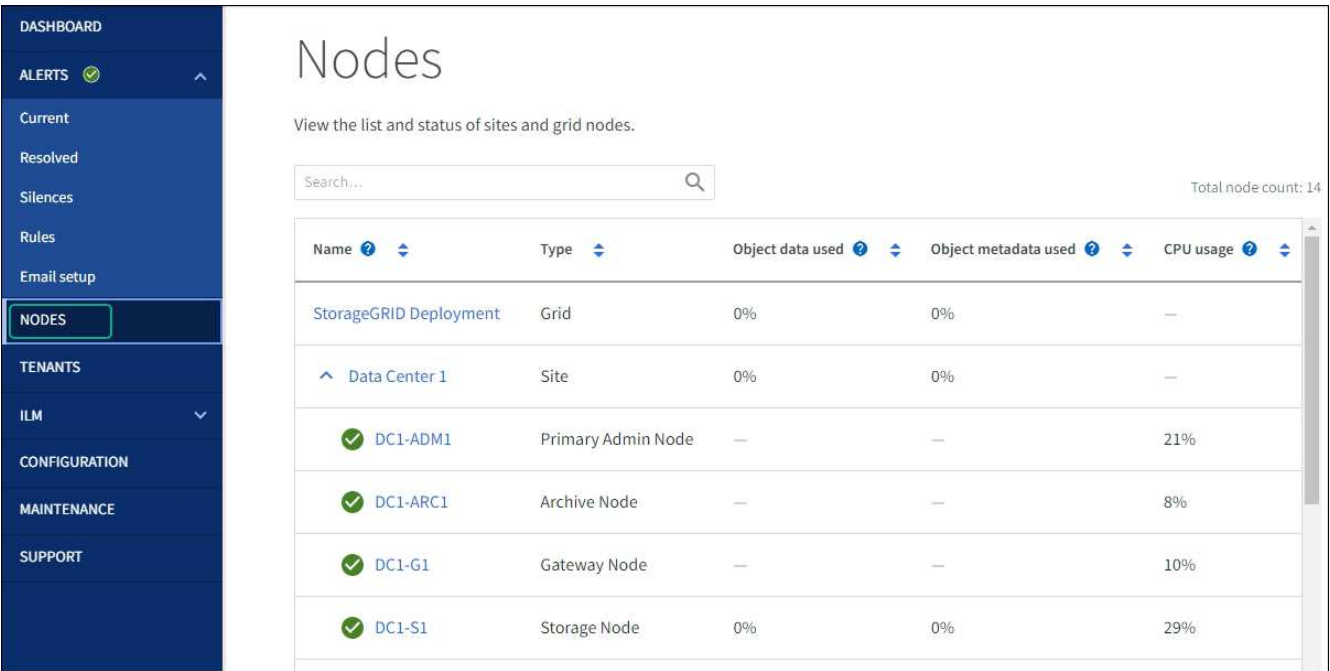 DASHBOARD
ALERTS
Current
Resolved
Silences
Rules
Email setup
NODES
TENANTS
ILM
CONFIGURATION
MAINTENANCE
SUPPORT
Nodes
View the list and status of sites and grid nodes.
Search...
Total node count: 14
Name ? Type Object data used ? Object metadata used ? CPU usage ?
StorageGRID Deployment Grid 0% 0% —
Data Center 1 Site 0% 0% —
DC1-ADM1 Primary Admin Node — — 21%
DC1-ARC1 Archive Node — — 8%
DC1-G1 Gateway Node — — 10%
DC1-S1 Storage Node 0% 0% 29%